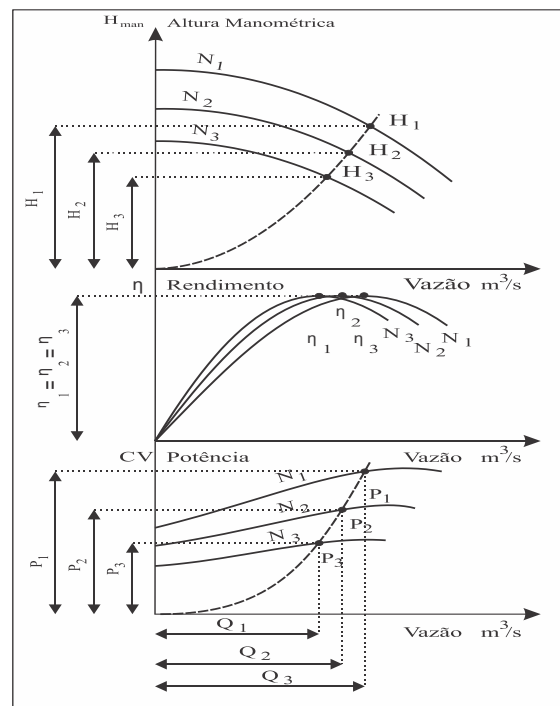 Hman Altura Manométrica
N1
N2
N3
H1
H2
H3
H1
H2
H3
η Rendimento Vazão m³/s
η1 = η2 = η3
η2
η1 η3 N3 N2 N1
CV Potência Vazão m³/s
N1
N2
N3
P1
P2
P3
P1
P2
P3
Q1 Vazão m³/s
Q2
Q3